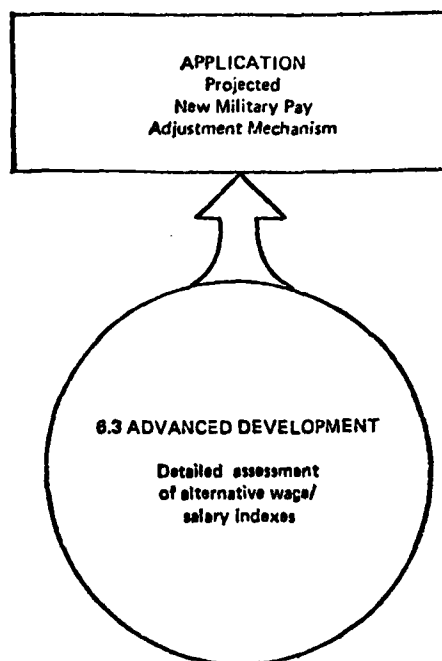 APPLICATION
Projected
New Military Pay
Adjustment Mechanism
6.3 ADVANCED DEVELOPMENT
Detailed assessment
of alternative wage/
salary indexes